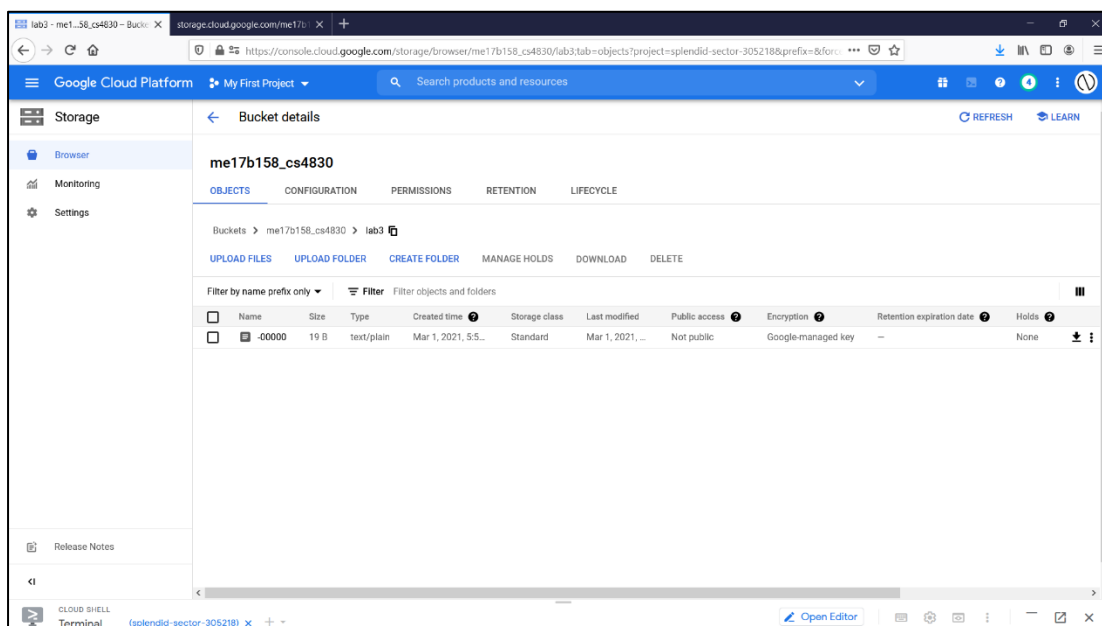 lab3 - me1...58_cs4830 – Bucke
storage.cloud.google.com/me17b1
https://console.cloud.google.com/storage/browser/me17b158_cs4830/lab3;tab=objects?project=splendid-sector-305218&prefix=&forc
Google Cloud Platform My First Project Search products and resources 4
Storage
Bucket details
REFRESH LEARN
Browser
Monitoring
Settings
me17b158_cs4830
OBJECTS CONFIGURATION PERMISSIONS RETENTION LIFECYCLE
Buckets > me17b158_cs4830 > lab3
UPLOAD FILES UPLOAD FOLDER CREATE FOLDER MANAGE HOLDS DOWNLOAD DELETE
Filter by name prefix only Filter Filter objects and folders
Name Size Type Created time Storage class Last modified Public access Encryption Retention expiration date Holds
-00000 19 B text/plain Mar 1, 2021, 5:5... Standard Mar 1, 2021, ... Not public Google-managed key — None
Release Notes
CLOUD SHELL
Terminal (splendid-sector-305218) Open Editor